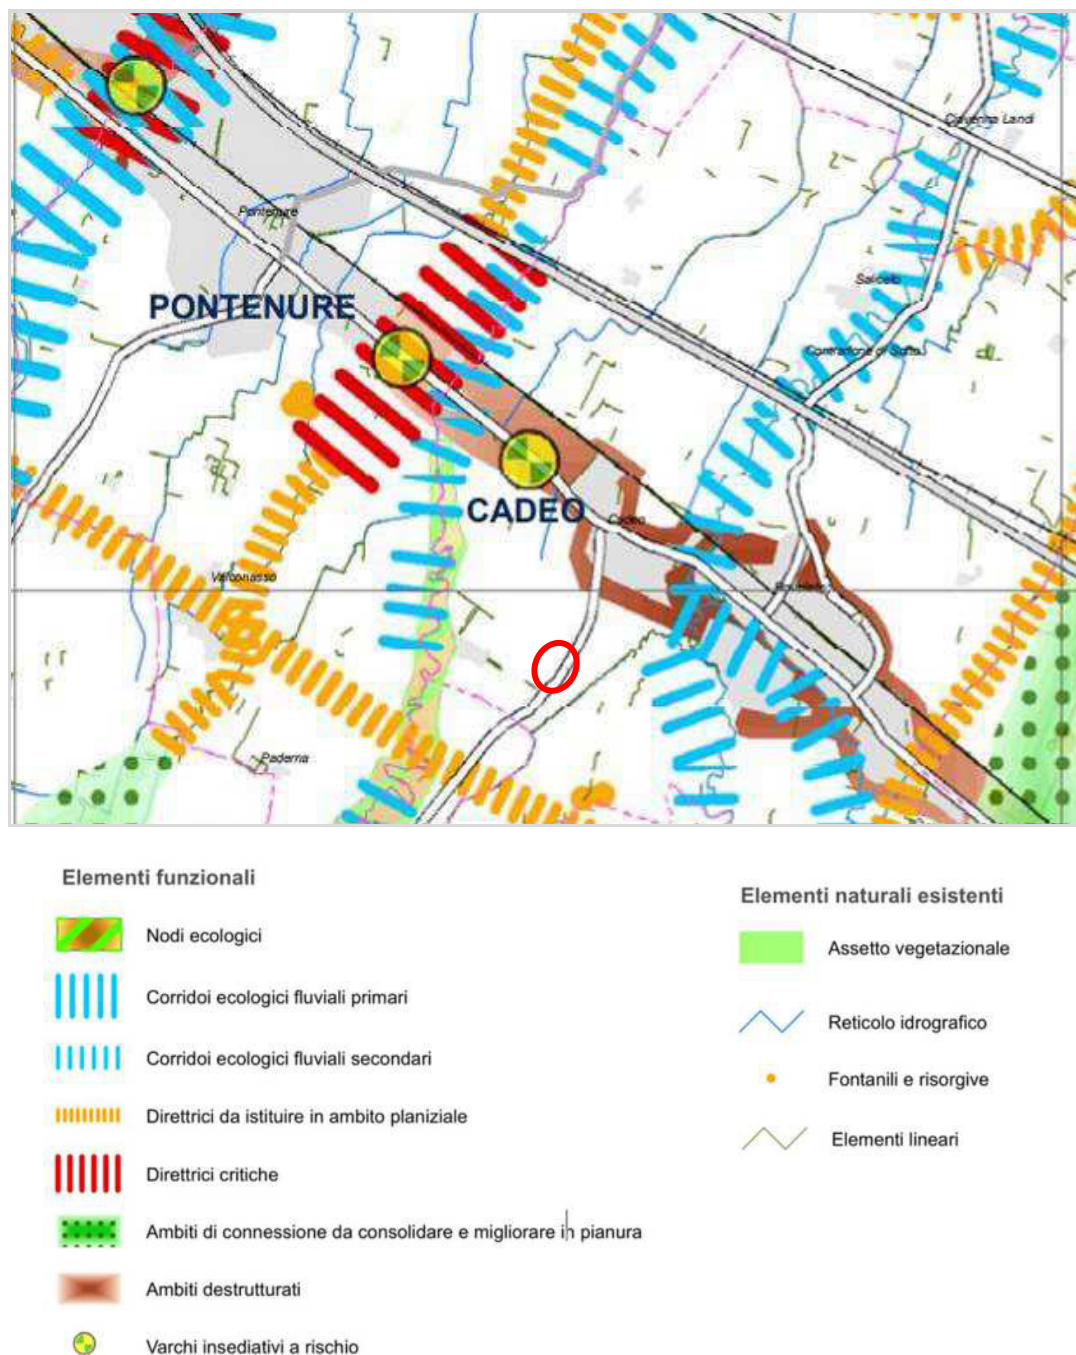 Caverna Landi
Pontenure
Saliceto
PONTENURE
CADEO
Cadeo
Valconasso
Paderna
Elementi funzionali
Nodi ecologici
Corridoi ecologici fluviali primari
Corridoi ecologici fluviali secondari
Direttrici da istituire in ambito planiziale
Direttrici critiche
Ambiti di connessione da consolidare e migliorare in pianura
Ambiti destrutturati
Varchi insediativi a rischio
Elementi naturali esistenti
Assetto vegetazionale
Reticolo idrografico
Fontanili e risorgive
Elementi lineari